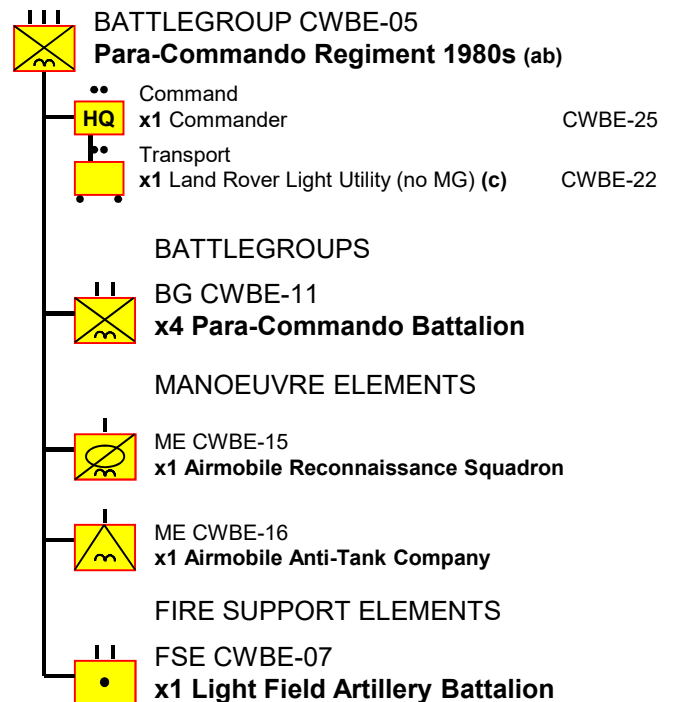 BATTLEGROUP CWBE-05
Para-Commando Regiment 1980s (ab)
Command
HQ x1 Commander CWBE-25
Transport
x1 Land Rover Light Utility (no MG) (c) CWBE-22
BATTLEGROUPS
BG CWBE-11
x4 Para-Commando Battalion
MANOEUVRE ELEMENTS
ME CWBE-15
x1 Airmobile Reconnaissance Squadron
ME CWBE-16
x1 Airmobile Anti-Tank Company
FIRE SUPPORT ELEMENTS
FSE CWBE-07
x1 Light Field Artillery Battalion